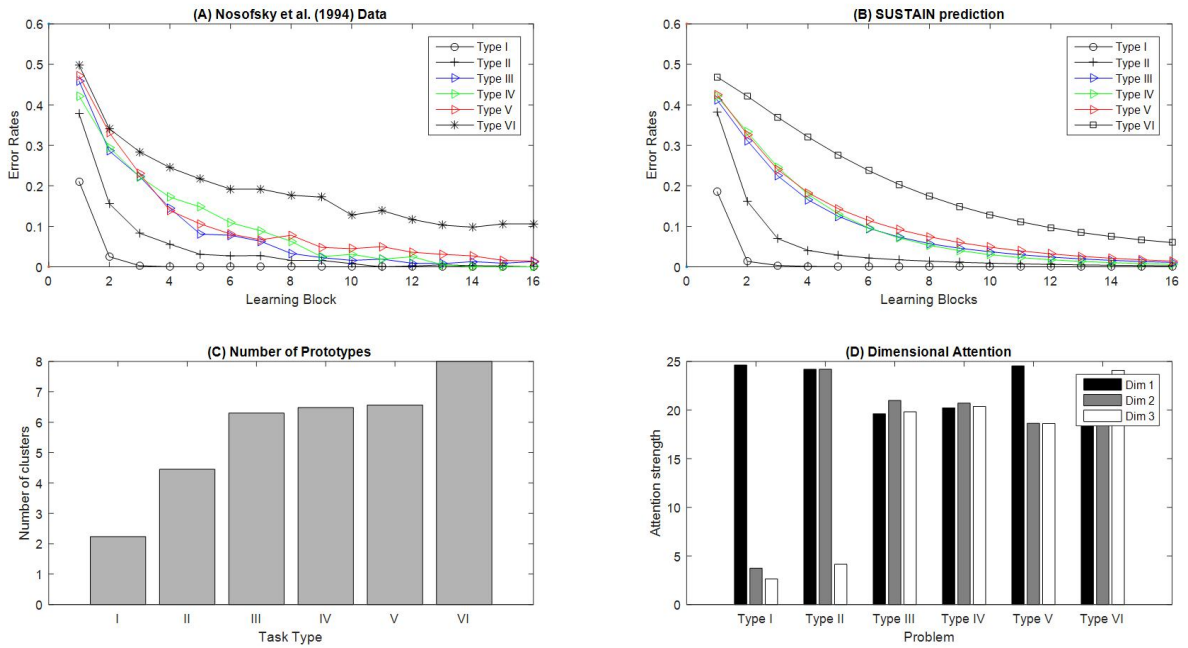 (A) Nosofsky et al. (1994) Data
0.6
0.5
0.4
0.3
0.2
0.1
0
Error Rates
Type I
Type II
Type III
Type IV
Type V
Type VI
0 2 4 6 8 10 12 14 16
Learning Block
(B) SUSTAIN prediction
0.6
0.5
0.4
0.3
0.2
0.1
0
Error Rates
Type I
Type II
Type III
Type IV
Type V
Type VI
0 2 4 6 8 10 12 14 16
Learning Blocks
(C) Number of Prototypes
8
7
6
5
4
3
2
1
0
Number of clusters
I II III IV V VI
Task Type
(D) Dimensional Attention
25
20
15
10
5
0
Attention strength
Dim 1
Dim 2
Dim 3
Type I Type II Type III Type IV Type V Type VI
Problem